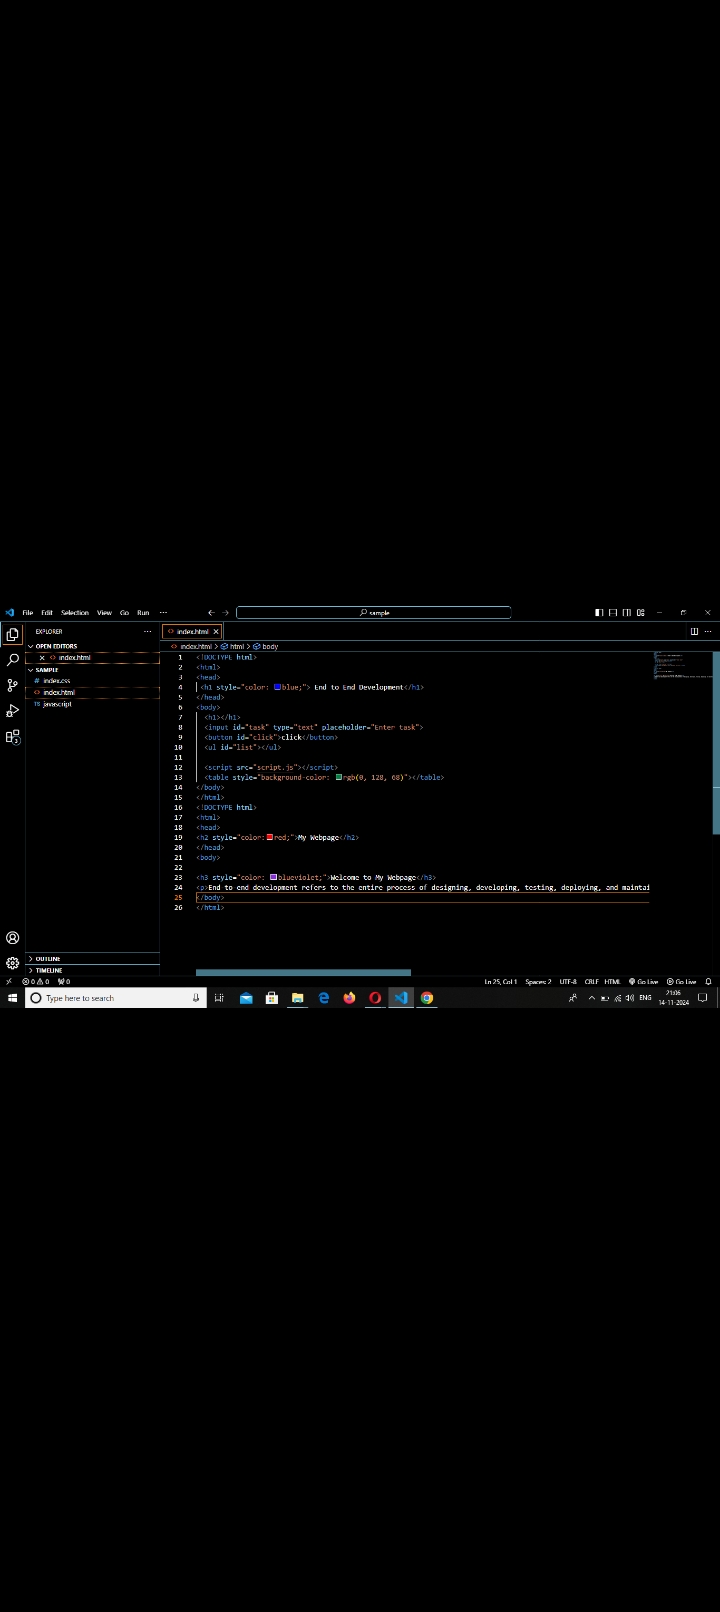 File Edit Selection View Go Run ··· sample
EXPLORER ···
index.html
OPEN EDITORS
index.html
index.html > html > body
SAMPLE
index.css
index.html
TS javascript
1 <!DOCTYPE html>
2 <html>
3 <head>
4 <h1 style="color: blue;"> End to End Development</h1>
5 </head>
6 <body>
7 <h1></h1>
8 <input id="task" type="text" placeholder="Enter task">
9 <button id="click">click</button>
10 <ul id="list"></ul>
11
12 <script src="script.js"></script>
13 <table style="background-color: rgb(0, 128, 68)"></table>
14 </body>
15 </html>
16 <!DOCTYPE html>
17 <html>
18 <head>
19 <h2 style="color: red;">My Webpage</h2>
20 </head>
21 <body>
22
23 <h3 style="color: blueviolet;">Welcome to My Webpage</h3>
24 <p>End to end development refers to the entire process of designing, developing, testing, deploying, and maintai
25 </body>
26 </html>
3
OUTLINE
TIMELINE
0 0 0 Ln 25, Col 1 Spaces: 2 UTF-8 CRLF HTML Go Live Go Live
Type here to search ENG 21:06
14-11-2024